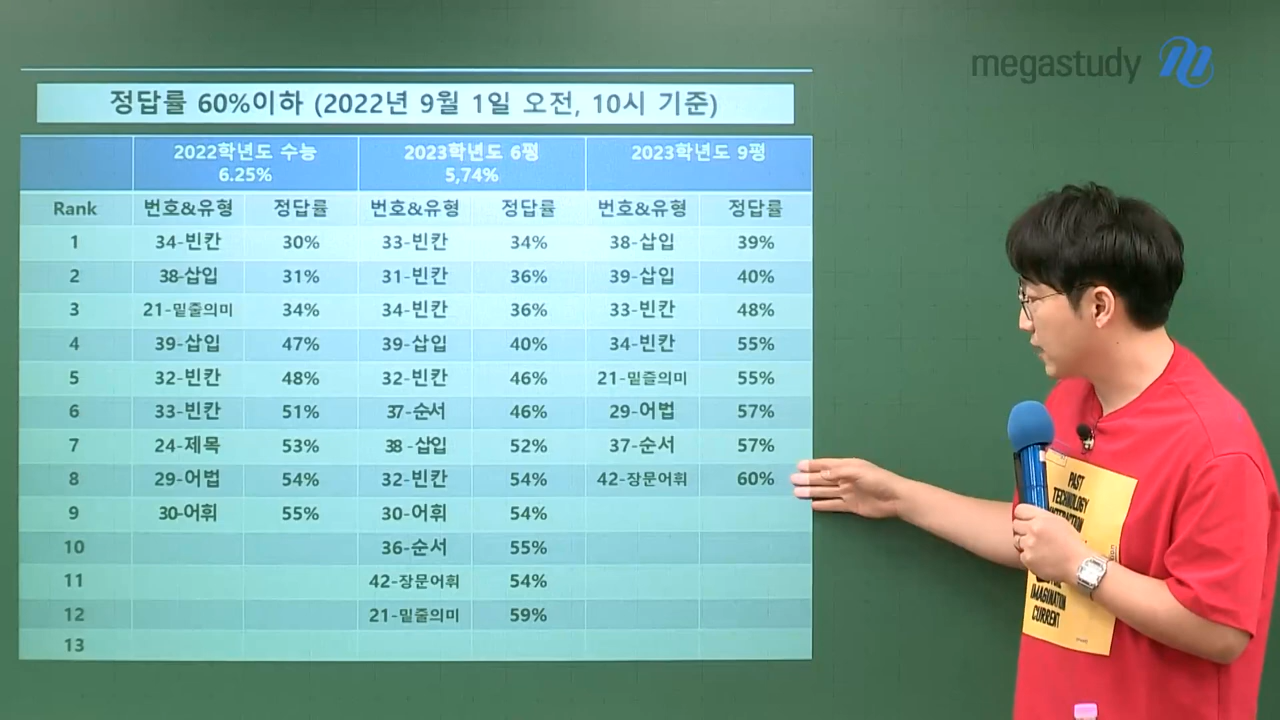 megastudy
정답률 60%이하 (2022년 9월 1일 오전, 10시 기준)
2022학년도 수능 2023학년도 6평 2023학년도 9평
6.25% 5,74%
Rank 번호&유형 정답률 번호&유형 정답률 번호&유형 정답률
1 34-빈칸 30% 33-빈칸 34% 38-삽입 39%
2 38-삽입 31% 31-빈칸 36% 39-삽입 40%
3 21-밑줄의미 34% 34-빈칸 36% 33-빈칸 48%
4 39-삽입 47% 39-삽입 40% 34-빈칸 55%
5 32-빈칸 48% 32-빈칸 46% 21-밑즐의미 55%
6 33-빈칸 51% 37-순서 46% 29-어법 57%
7 24-제목 53% 38 -삽입 52% 37-순서 57%
8 29-어법 54% 32-빈칸 54% 42-장문어휘 60%
9 30-어휘 55% 30-어휘 54%
10 36-순서 55%
11 42-장문어휘 54%
12 21-밑줄의미 59%
13
PAST
TECHNOLOGY
IMAGINATION
CURRENT